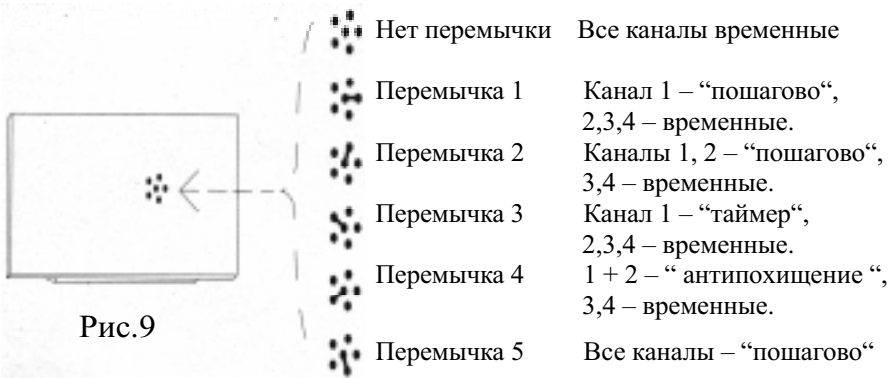 Нет перемычки Все каналы временные
Перемычка 1 Канал 1 – “пошагово“,
2,3,4 – временные.
Перемычка 2 Каналы 1, 2 – “пошагово“,
3,4 – временные.
Перемычка 3 Канал 1 – “таймер“,
2,3,4 – временные.
Перемычка 4 1 + 2 – “ антипохищение “,
3,4 – временные.
Перемычка 5 Все каналы – “пошагово“
Рис.9